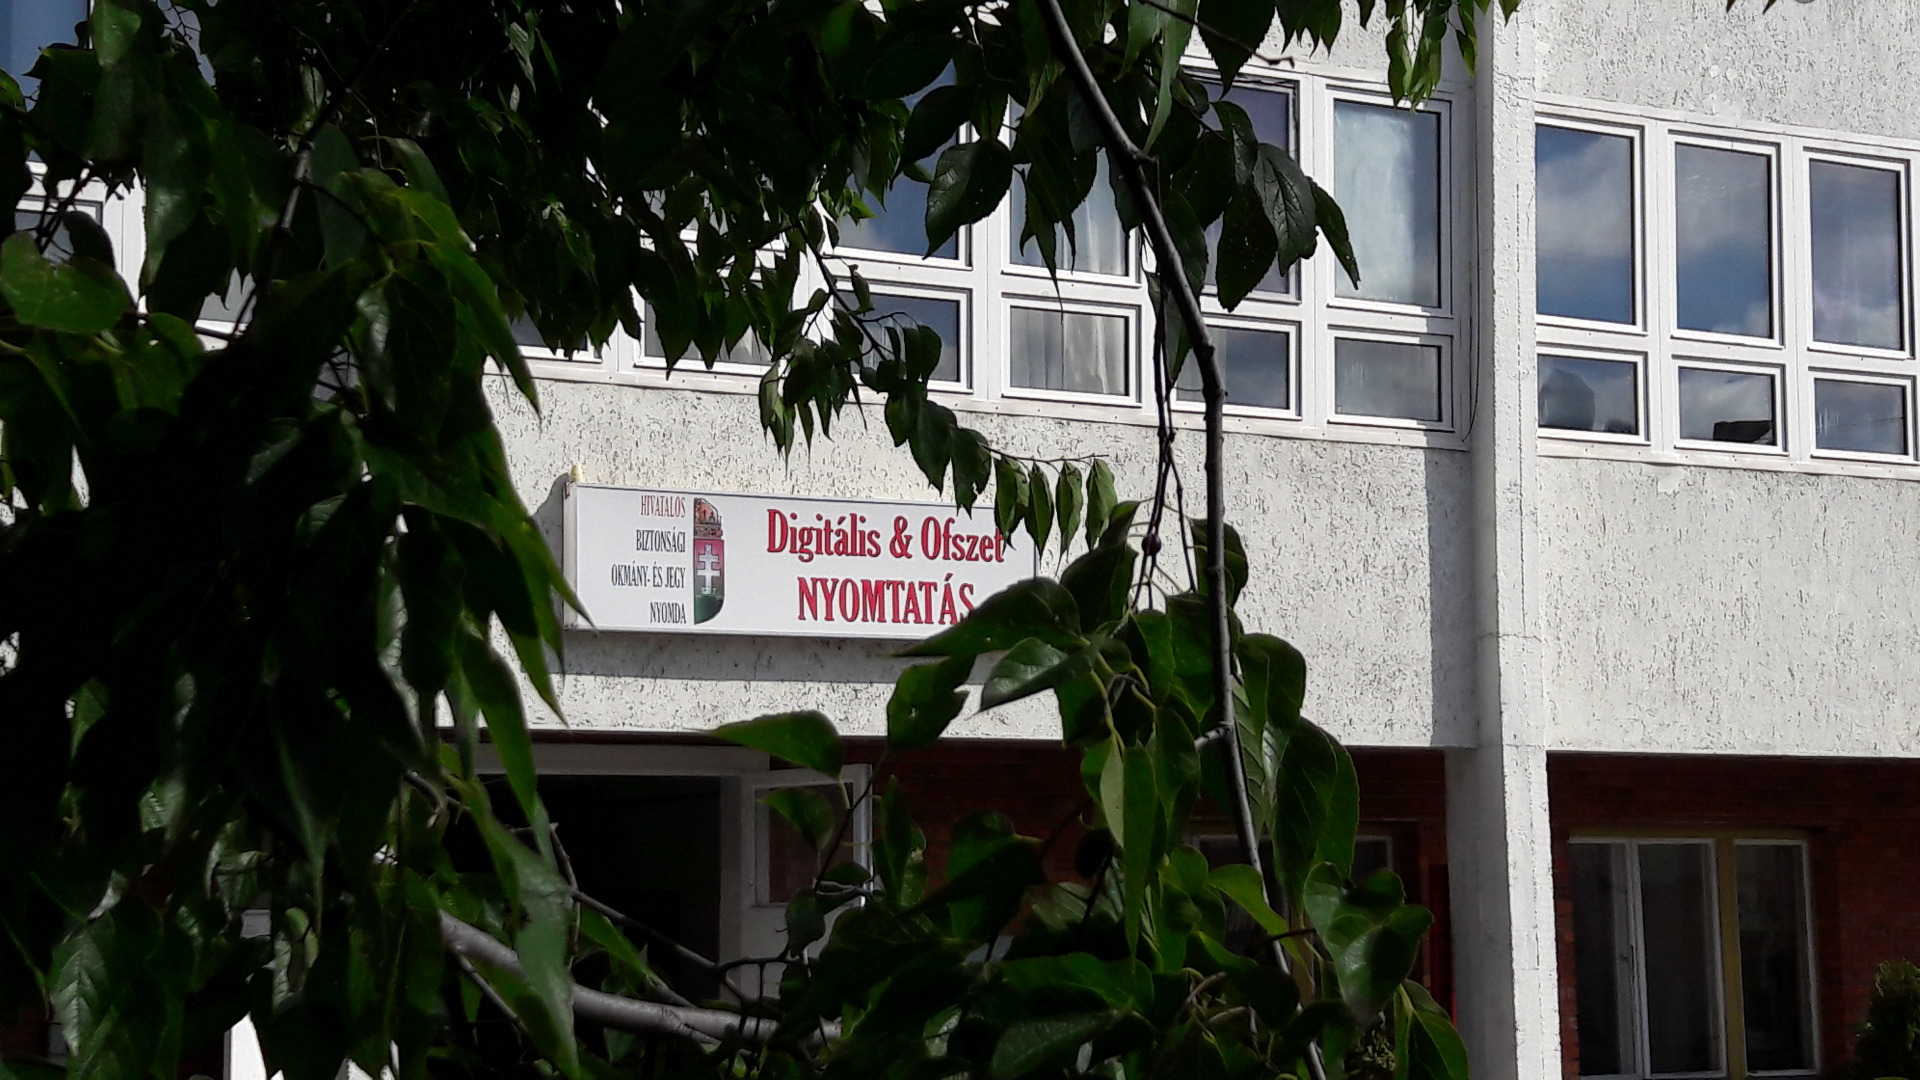 HIVATALOS
BIZTONSÁGI
OKMÁNY- ÉS JEGY
NYOMDA
Digitális & Ofszet
NYOMTATÁS